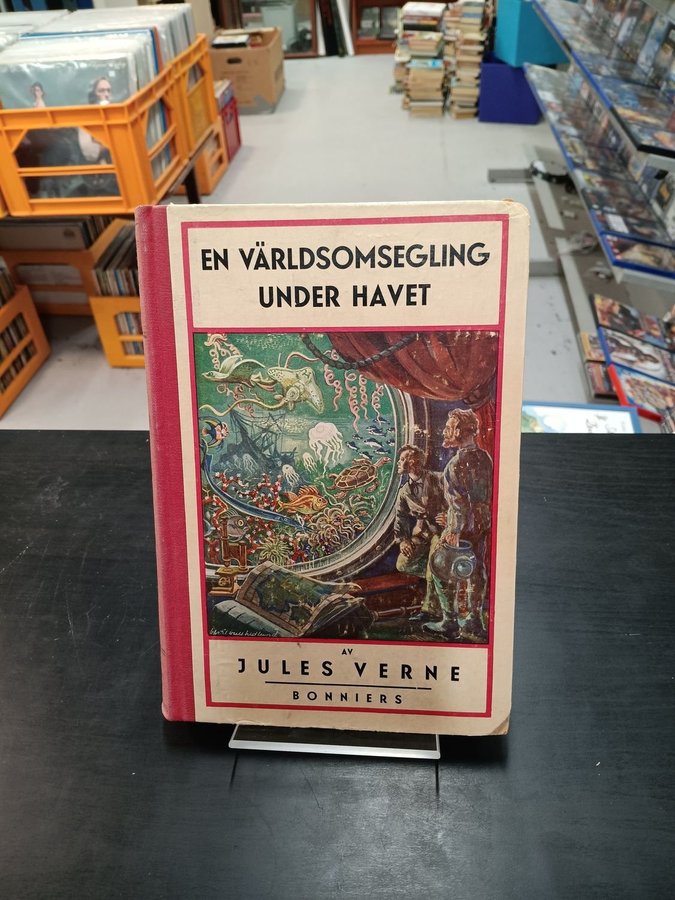 EN VÄRLDSOMSEGLING
UNDER HAVET
AV
JULES VERNE
BONNIERS